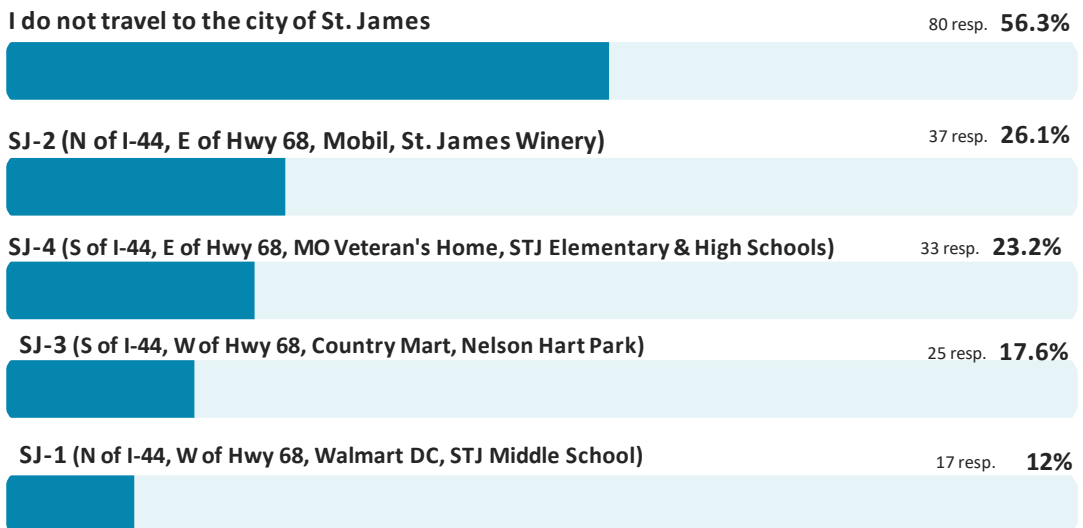 I do not travel to the city of St. James 80 resp. 56.3%
SJ-2 (N of I-44, E of Hwy 68, Mobil, St. James Winery) 37 resp. 26.1%
SJ-4 (S of I-44, E of Hwy 68, MO Veteran's Home, STJ Elementary & High Schools) 33 resp. 23.2%
SJ-3 (S of I-44, W of Hwy 68, Country Mart, Nelson Hart Park) 25 resp. 17.6%
SJ-1 (N of I-44, W of Hwy 68, Walmart DC, STJ Middle School) 17 resp. 12%